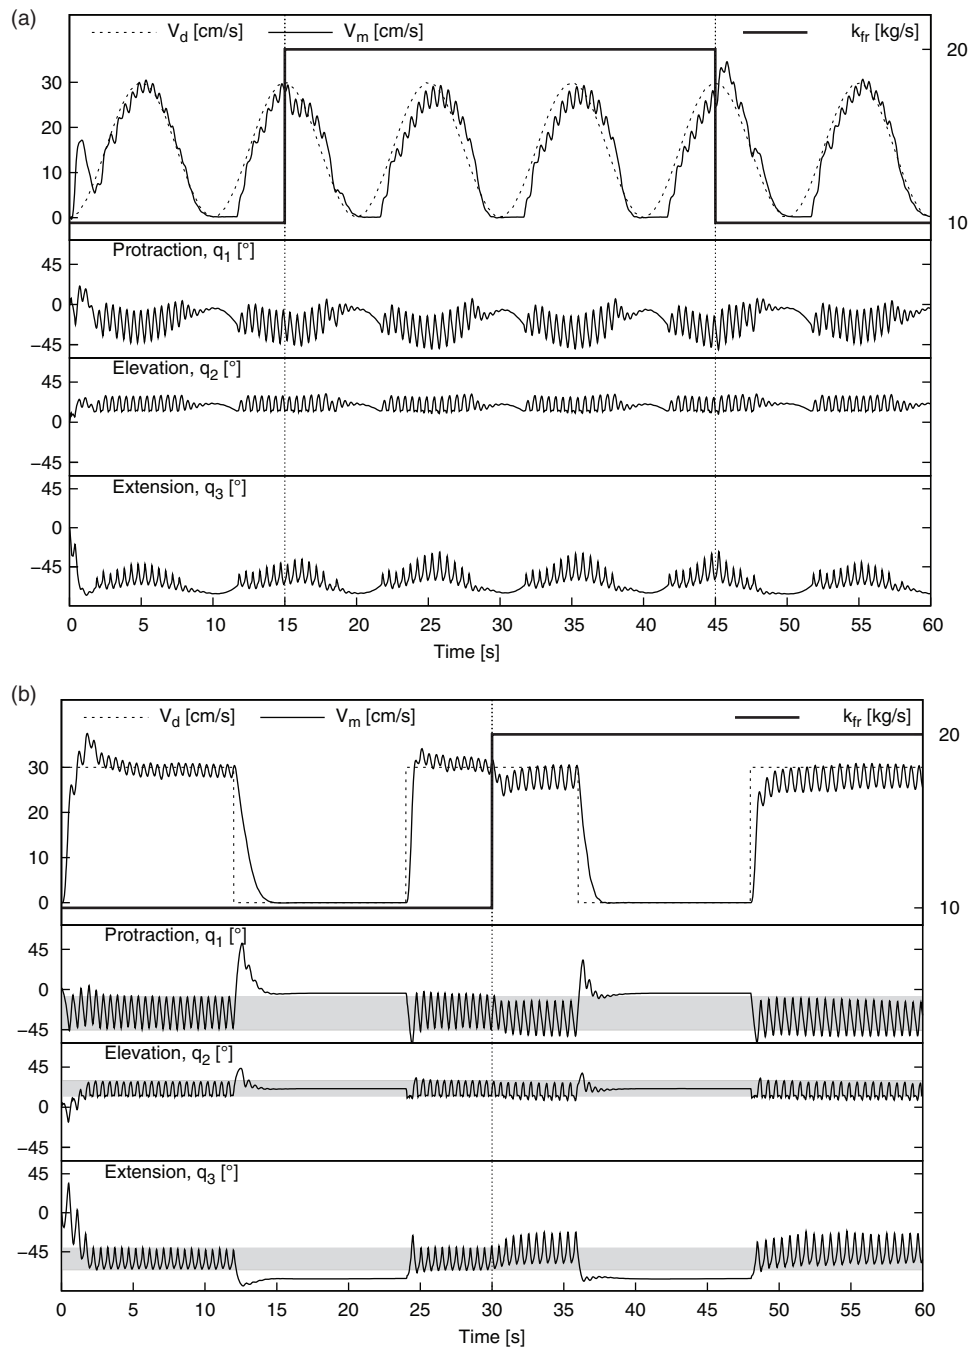 (a)
V_d [cm/s] V_m [cm/s] k_fr [kg/s]
20
30
20
10
0
10
Protraction, q_1 [°]
45
0
−45
Elevation, q_2 [°]
45
0
−45
Extension, q_3 [°]
45
0
−45
0 5 10 15 20 25 30 35 40 45 50 55 60
Time [s]
(b)
V_d [cm/s] V_m [cm/s] k_fr [kg/s]
20
30
20
10
0
10
Protraction, q_1 [°]
45
0
−45
Elevation, q_2 [°]
45
0
−45
Extension, q_3 [°]
45
0
−45
0 5 10 15 20 25 30 35 40 45 50 55 60
Time [s]